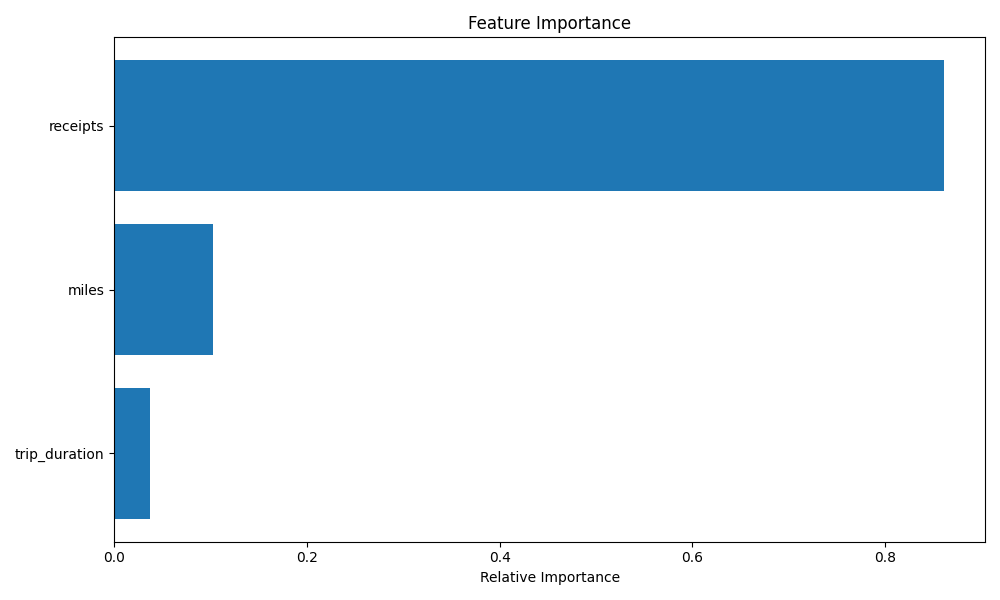 Feature Importance
receipts
miles
trip_duration
0.0 0.2 0.4 0.6 0.8
Relative Importance